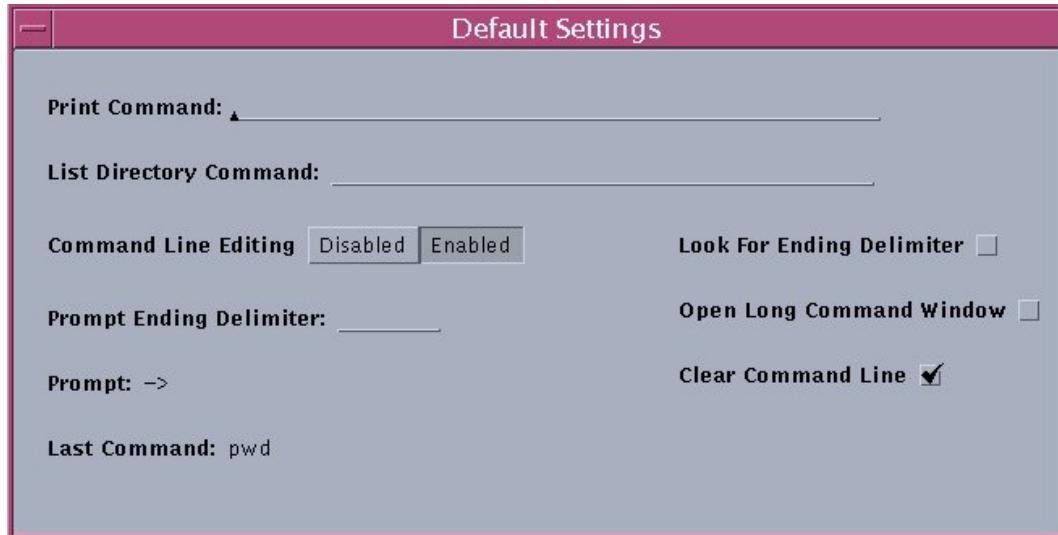 Default Settings
Print Command:
List Directory Command:
Command Line Editing Disabled Enabled
Look For Ending Delimiter
Prompt Ending Delimiter:
Open Long Command Window
Prompt: ->
Clear Command Line
Last Command: pwd